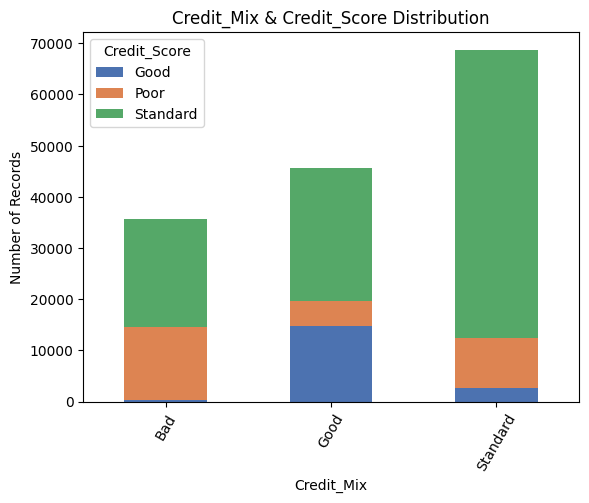 Credit_Mix & Credit_Score Distribution
Credit_Score
Good
Poor
Standard
Number of Records
70000
60000
50000
40000
30000
20000
10000
0
Bad
Good
Standard
Credit_Mix